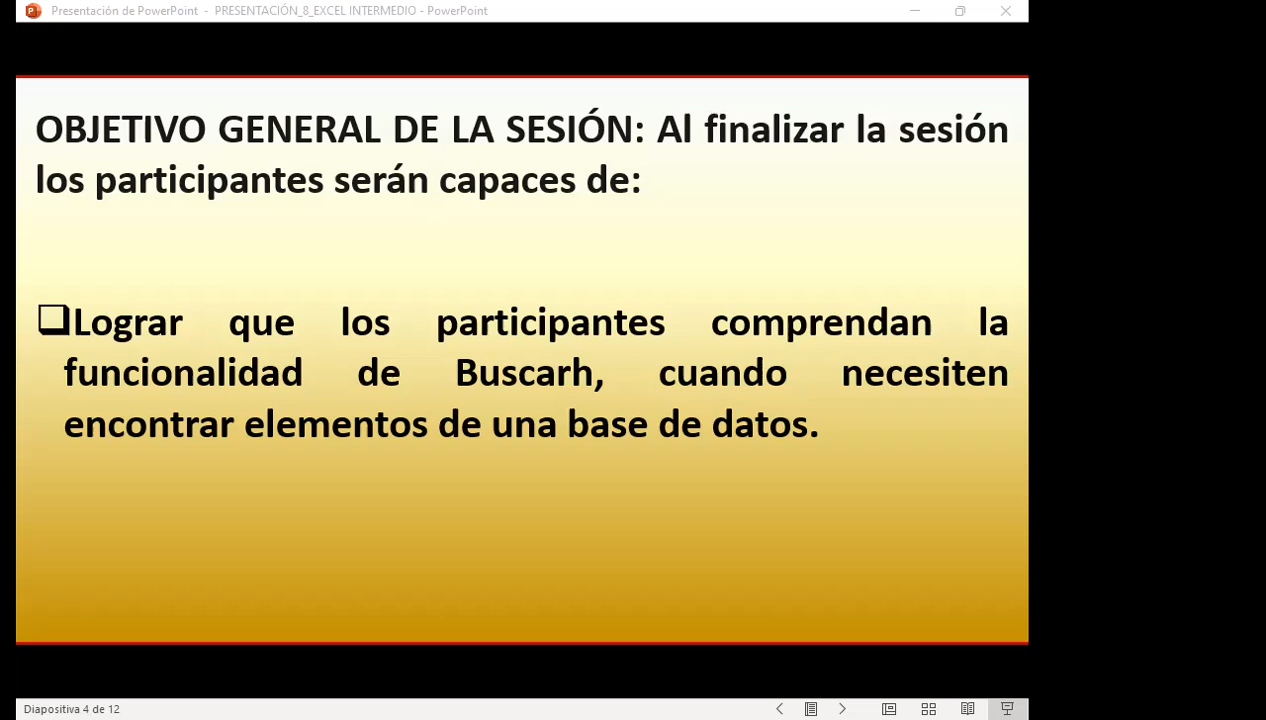 Presentación de PowerPoint - PRESENTACIÓN_8_EXCEL INTERMEDIO - PowerPoint
OBJETIVO GENERAL DE LA SESIÓN: Al finalizar la sesión
los participantes serán capaces de:
Lograr que los participantes comprendan la
funcionalidad de Buscarh, cuando necesiten
encontrar elementos de una base de datos.
Diapositiva 4 de 12